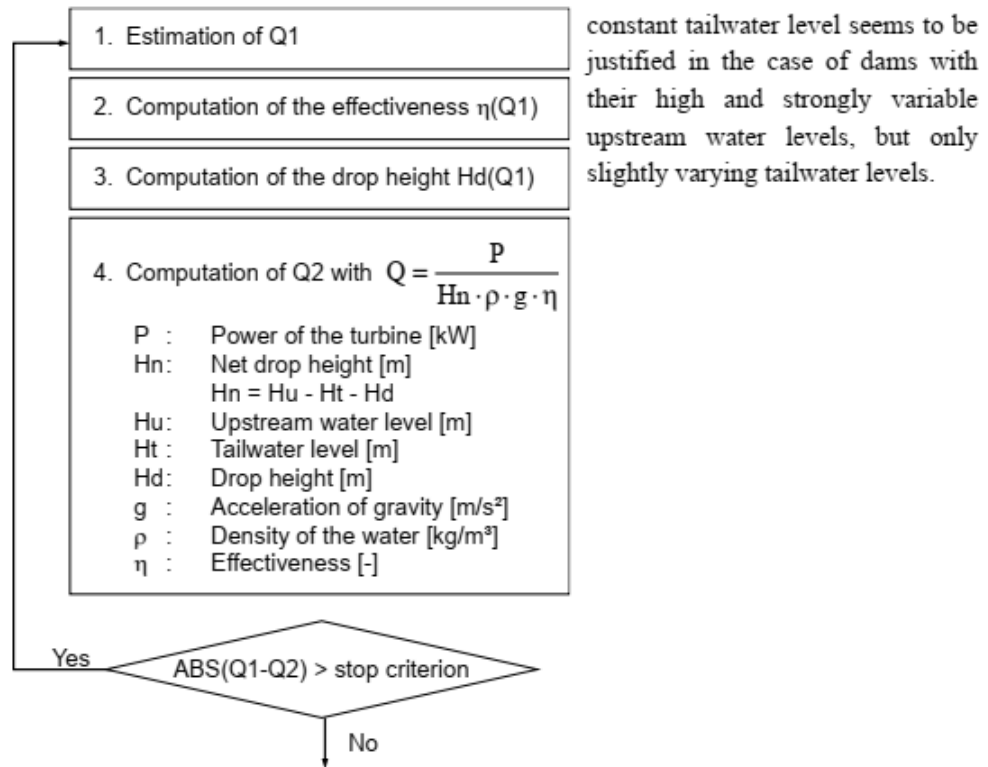 1. Estimation of Q1
2. Computation of the effectiveness η(Q1)
3. Computation of the drop height Hd(Q1)
4. Computation of Q2 with Q = P / (Hn · ρ · g · η)
P : Power of the turbine [kW]
Hn: Net drop height [m]
Hn = Hu - Ht - Hd
Hu: Upstream water level [m]
Ht : Tailwater level [m]
Hd: Drop height [m]
g : Acceleration of gravity [m/s²]
ρ : Density of the water [kg/m³]
η : Effectiveness [-]
Yes
ABS(Q1-Q2) > stop criterion
No
constant tailwater level seems to be
justified in the case of dams with
their high and strongly variable
upstream water levels, but only
slightly varying tailwater levels.